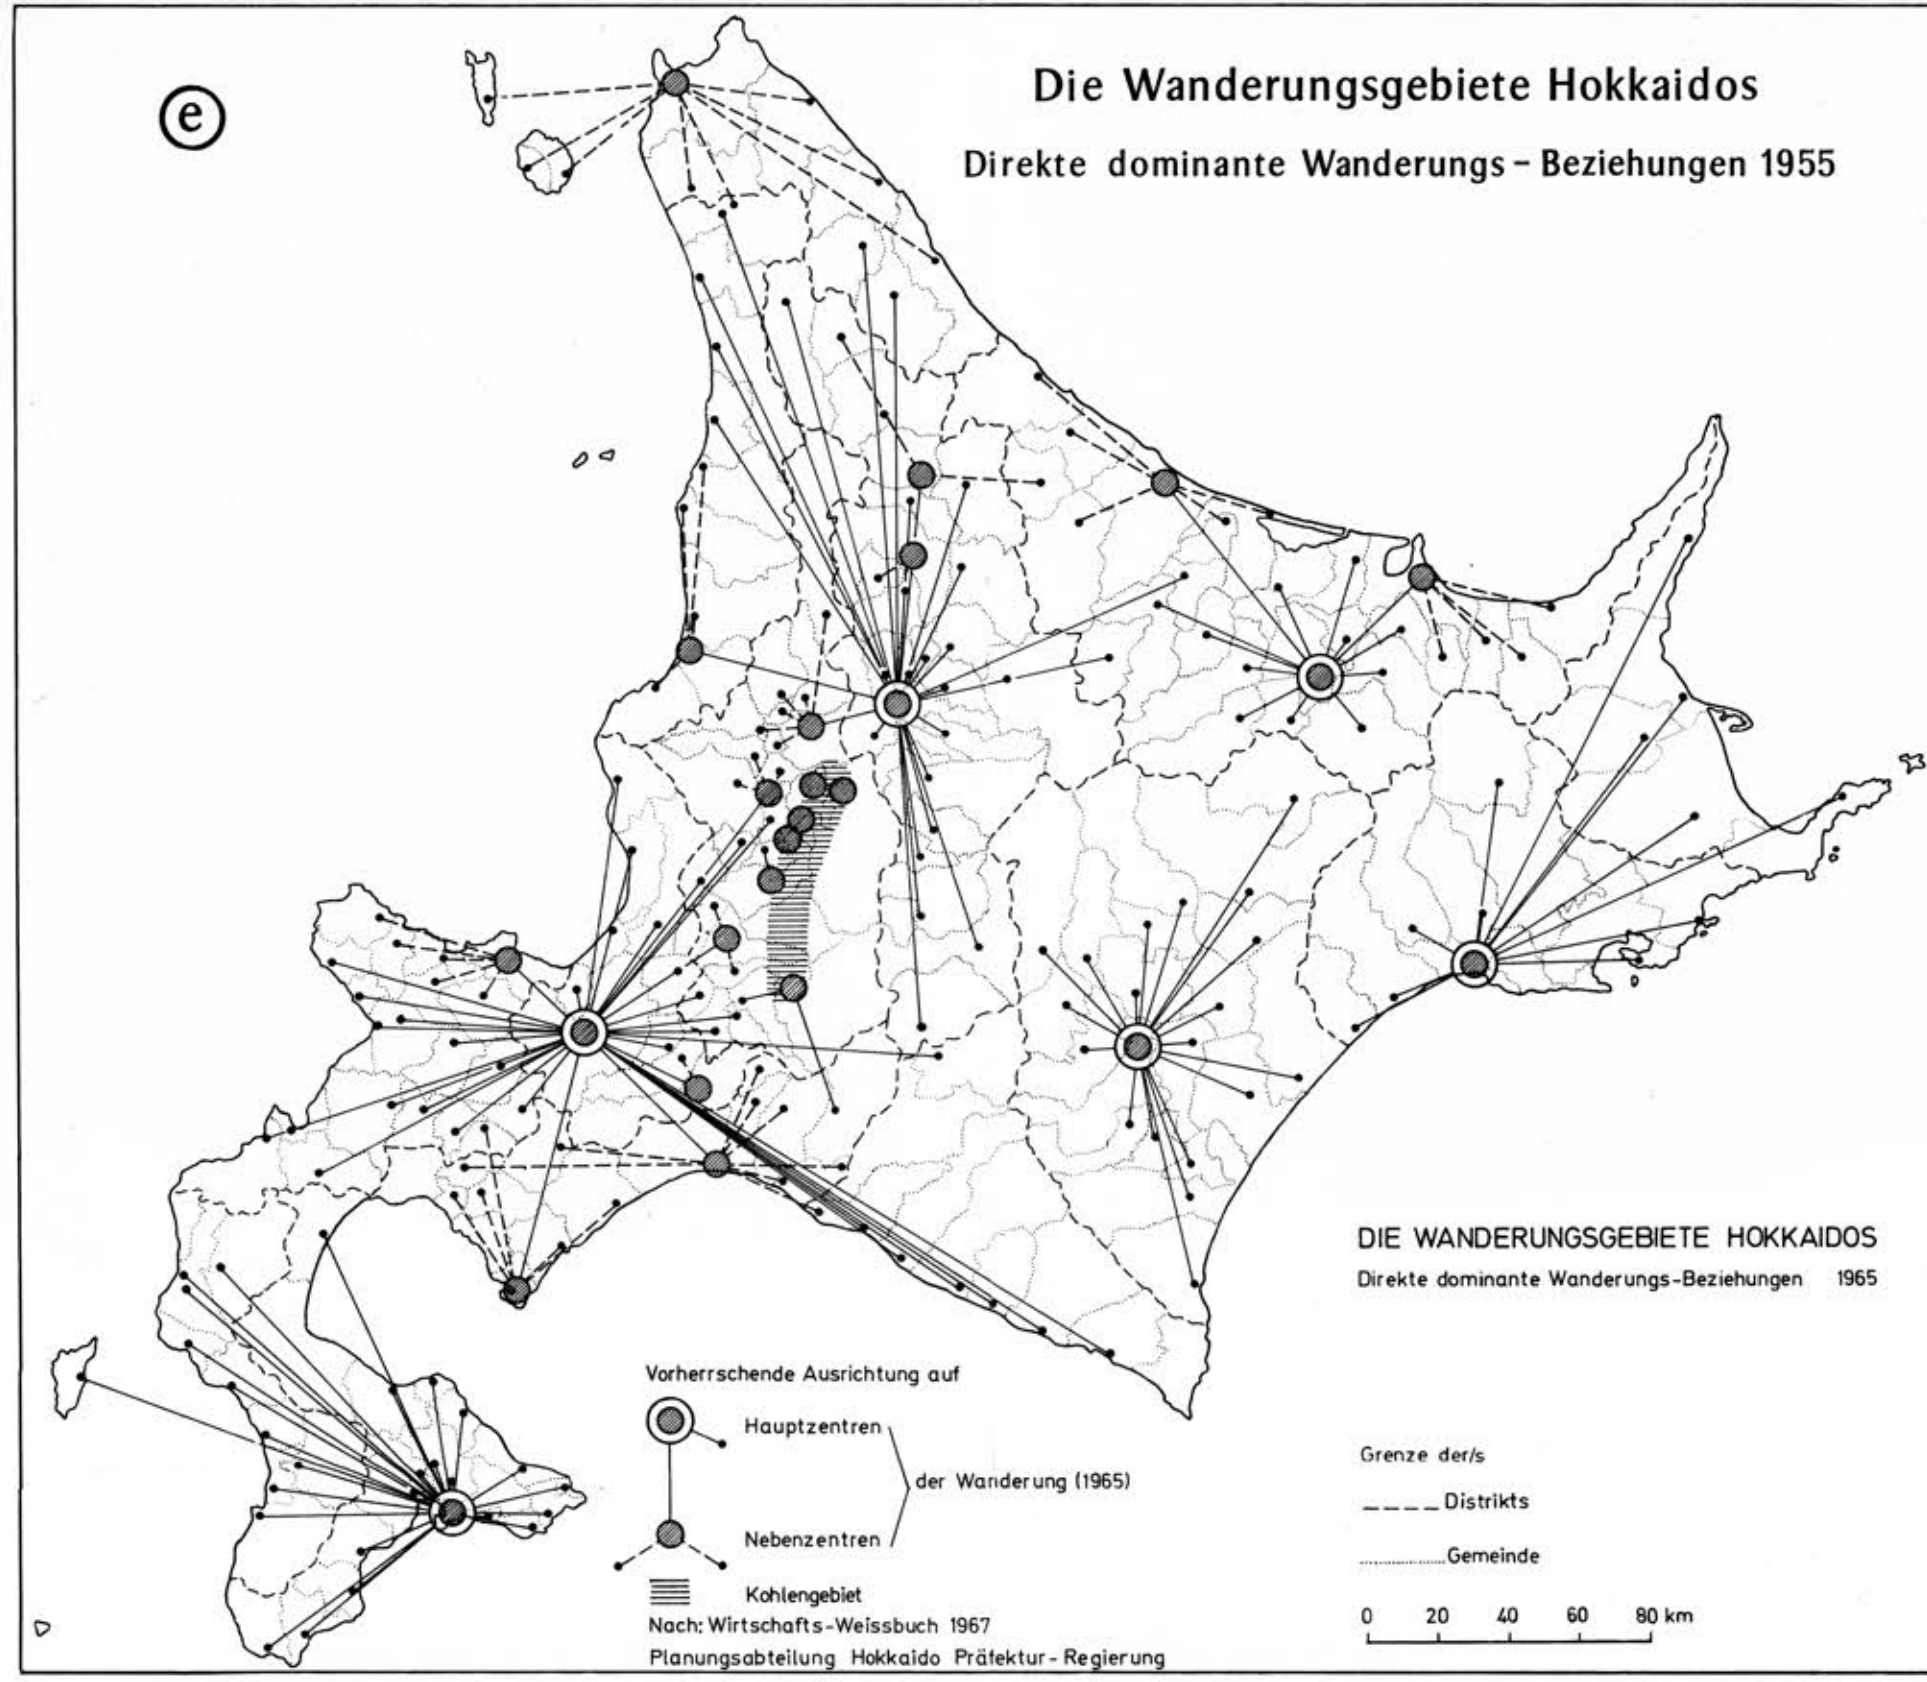 e
Die Wanderungsgebiete Hokkaidos
Direkte dominante Wanderungs - Beziehungen 1955
DIE WANDERUNGSGEBIETE HOKKAIDOS
Direkte dominante Wanderungs-Beziehungen 1965
Vorherrschende Ausrichtung auf
Hauptzentren
der Wanderung (1965)
Nebenzentren
Kohlengebiet
Nach: Wirtschafts-Weissbuch 1967
Planungsabteilung Hokkaido Präfektur-Regierung
Grenze der/s
Distrikts
Gemeinde
0 20 40 60 80 km